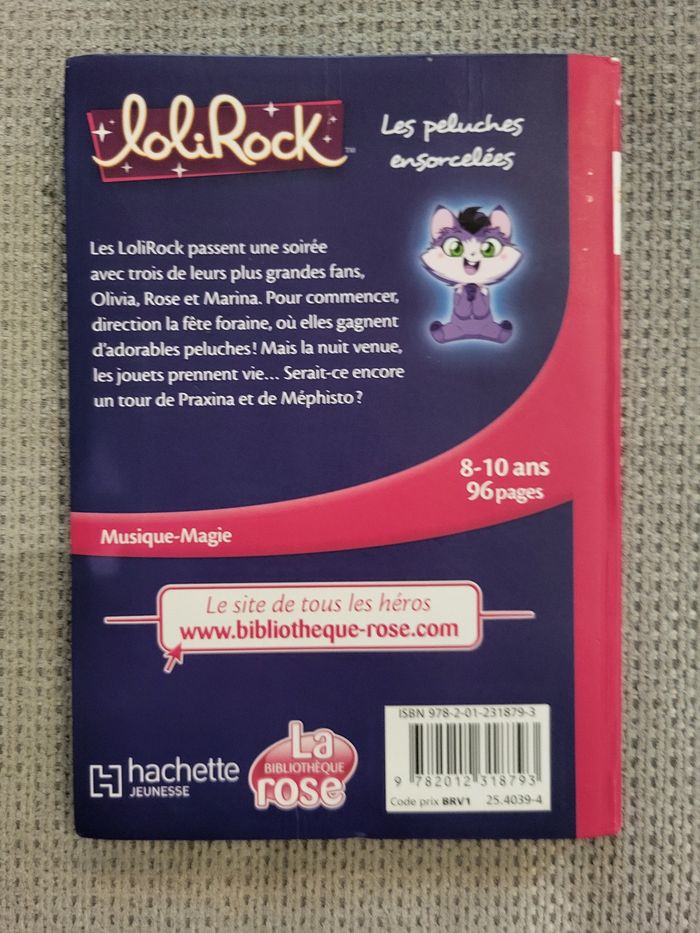 LoliRock™
Les peluches
ensorcelées
Les LoliRock passent une soirée
avec trois de leurs plus grandes fans,
Olivia, Rose et Marina. Pour commencer,
direction la fête foraine, où elles gagnent
d'adorables peluches ! Mais la nuit venue,
les jouets prennent vie... Serait-ce encore
un tour de Praxina et de Méphisto ?
8-10 ans
96 pages
Musique-Magie
Le site de tous les héros
www.bibliotheque-rose.com
hachette
JEUNESSE
La
BIBLIOTHÈQUE
rose
ISBN 978-2-01-231879-3
9 782012 318793
Code prix BRV1 25.4039-4